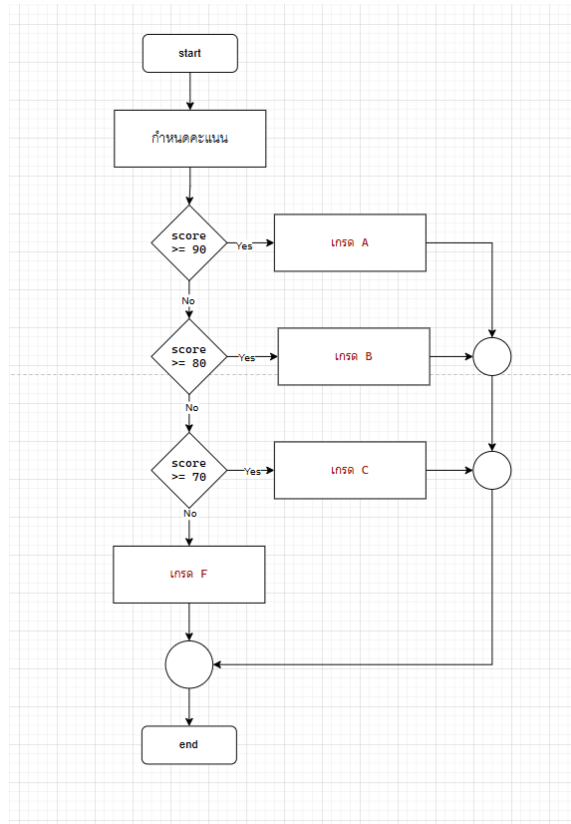 start
กำหนดคะแนน
score
>= 90
Yes
เกรด A
No
score
>= 80
Yes
เกรด B
No
score
>= 70
Yes
เกรด C
No
เกรด F
end